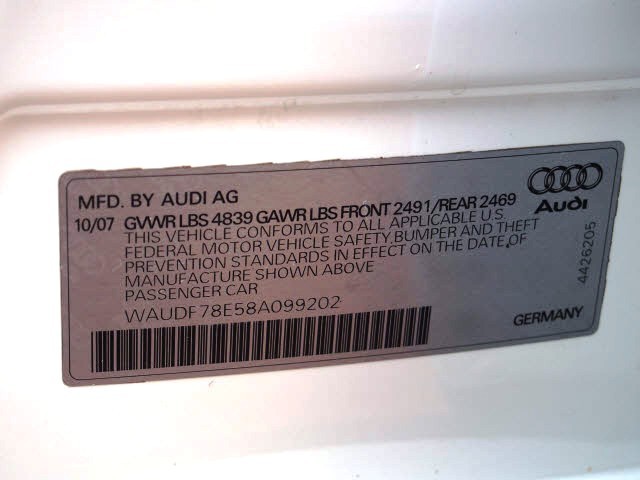 MFD. BY AUDI AG
10/07 GVWR LBS 4839 GAWR LBS FRONT 2491/REAR 2469
THIS VEHICLE CONFORMS TO ALL APPLICABLE U.S.
FEDERAL MOTOR VEHICLE SAFETY, BUMPER AND THEFT
PREVENTION STANDARDS IN EFFECT ON THE DATE OF
MANUFACTURE SHOWN ABOVE
PASSENGER CAR
WAUDF78E58A099202
Audi
4426205
GERMANY